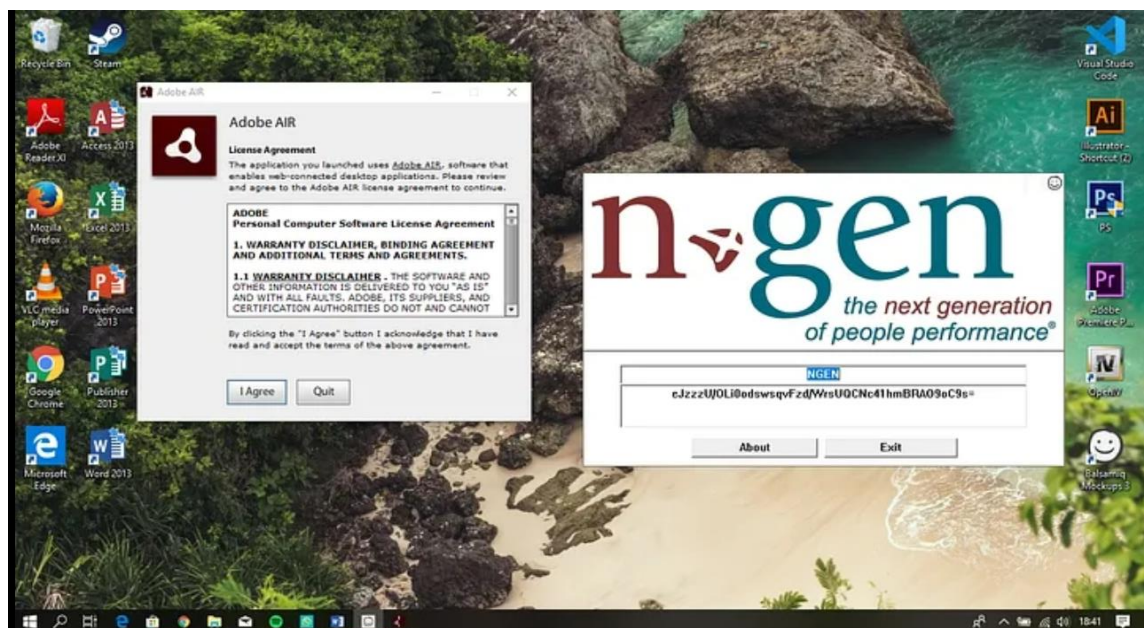 Recycle Bin
Steam
Adobe
Reader XI
Access 2013
Mozilla
Firefox
Excel 2013
VLC media
player
PowerPoint
2013
Google
Chrome
Publisher
2013
Microsoft
Edge
Word 2013
Adobe AIR
Adobe AIR
License Agreement
The application you launched uses Adobe AIR, software that
enables web-connected desktop applications. Please review
and agree to the Adobe AIR license agreement to continue.
ADOBE
Personal Computer Software License Agreement
1. WARRANTY DISCLAIMER, BINDING AGREEMENT
AND ADDITIONAL TERMS AND AGREEMENTS.
1.1 WARRANTY DISCLAIMER . THE SOFTWARE AND
OTHER INFORMATION IS DELIVERED TO YOU "AS IS"
AND WITH ALL FAULTS. ADOBE, ITS SUPPLIERS, AND
CERTIFICATION AUTHORITIES DO NOT AND CANNOT
By clicking the "I Agree" button I acknowledge that I have
read and accept the terms of the above agreement.
I Agree
Quit
n gen
the next generation
of people performance®
NGEN
About
Exit
Visual Studio
Code
Ai
Illustrator -
Shortcut (2)
Ps
PS
Pr
Adobe
Premiere P...
OpenIV
Balsamiq
Mockups 3
18:41